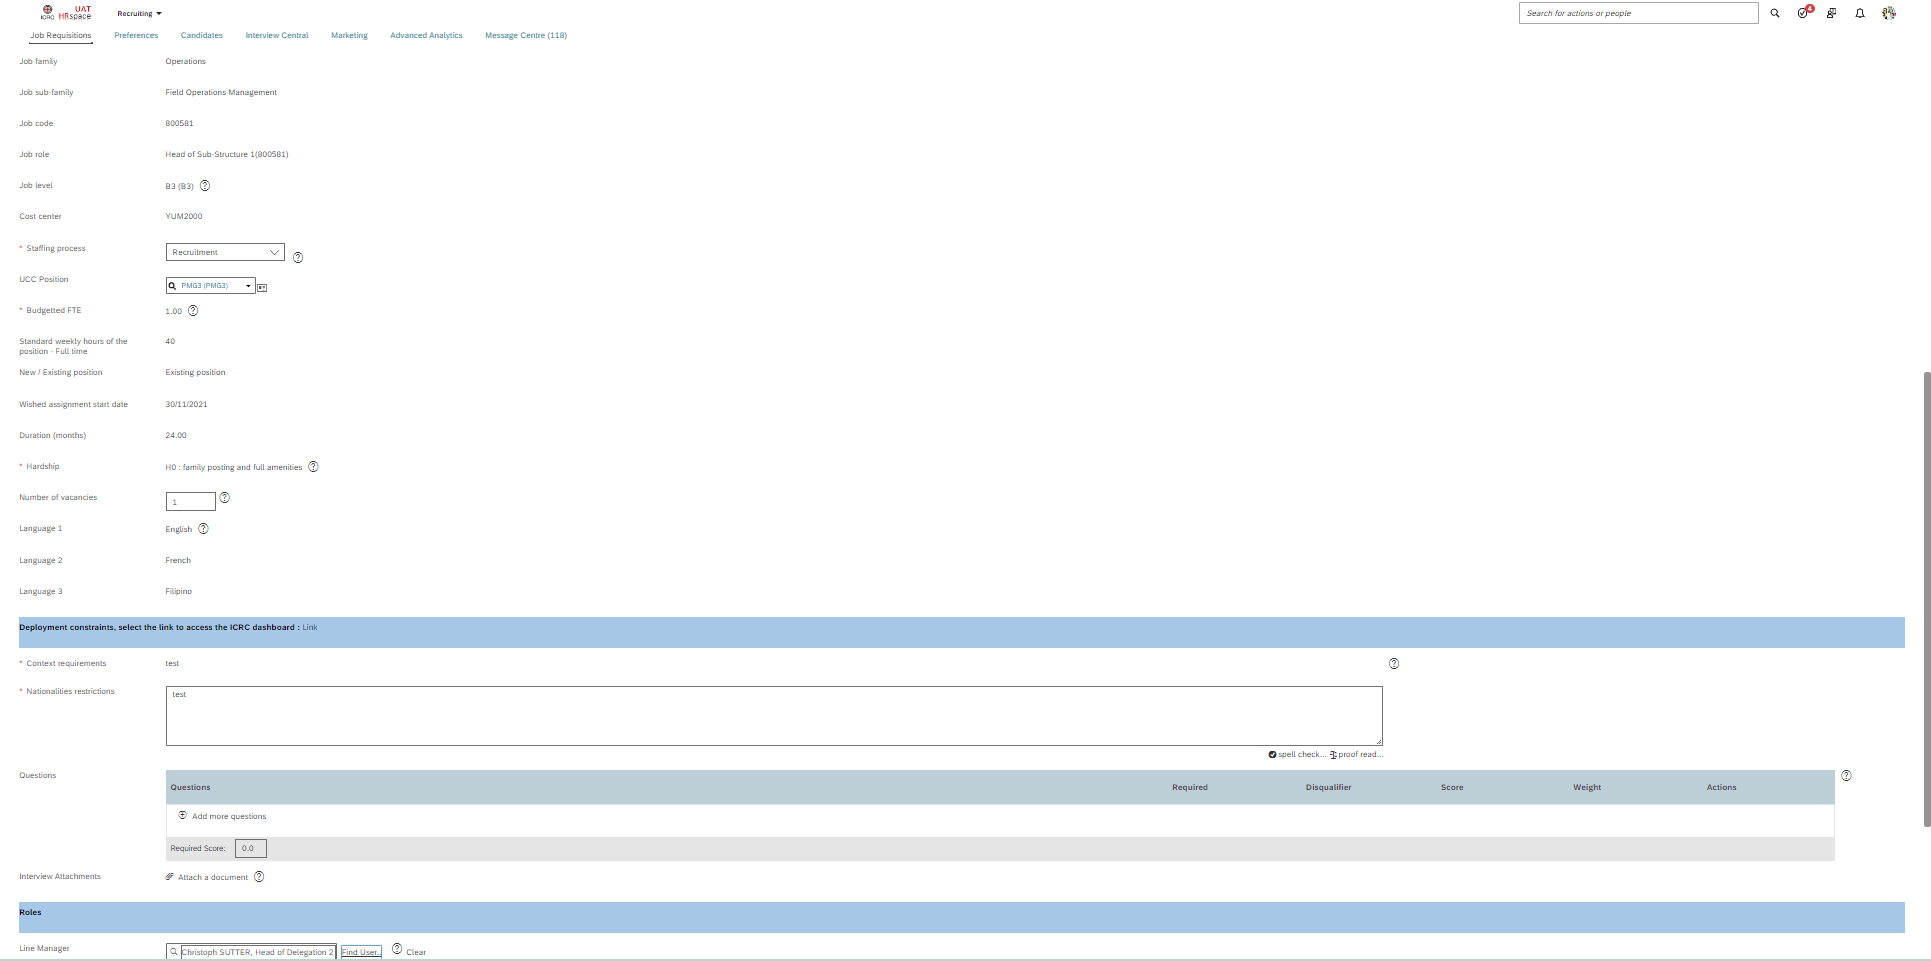 ICRC
UAT
HRspace
Recruiting
Search for actions or people
4
Job Requisitions
Preferences
Candidates
Interview Central
Marketing
Advanced Analytics
Message Centre (118)
Job family
Operations
Job sub-family
Field Operations Management
Job code
800581
Job role
Head of Sub-Structure 1(800581)
Job level
B3 (B3)
Cost center
YUM2000
* Staffing process
Recruitment
UCC Position
PMG3 (PMG3)
* Budgetted FTE
1.00
Standard weekly hours of the
position - Full time
40
New / Existing position
Existing position
Wished assignment start date
30/11/2021
Duration (months)
24.00
* Hardship
H0 : family posting and full amenities
Number of vacancies
1
Language 1
English
Language 2
French
Language 3
Filipino
Deployment constraints, select the link to access the ICRC dashboard : Link
* Context requirements
test
* Nationalities restrictions
test
spell check... proof read...
Questions
Questions
Required
Disqualifier
Score
Weight
Actions
Add more questions
Required Score: 0.0
Interview Attachments
Attach a document
Roles
Line Manager
Christoph SUTTER, Head of Delegation 2
Find User..
Clear